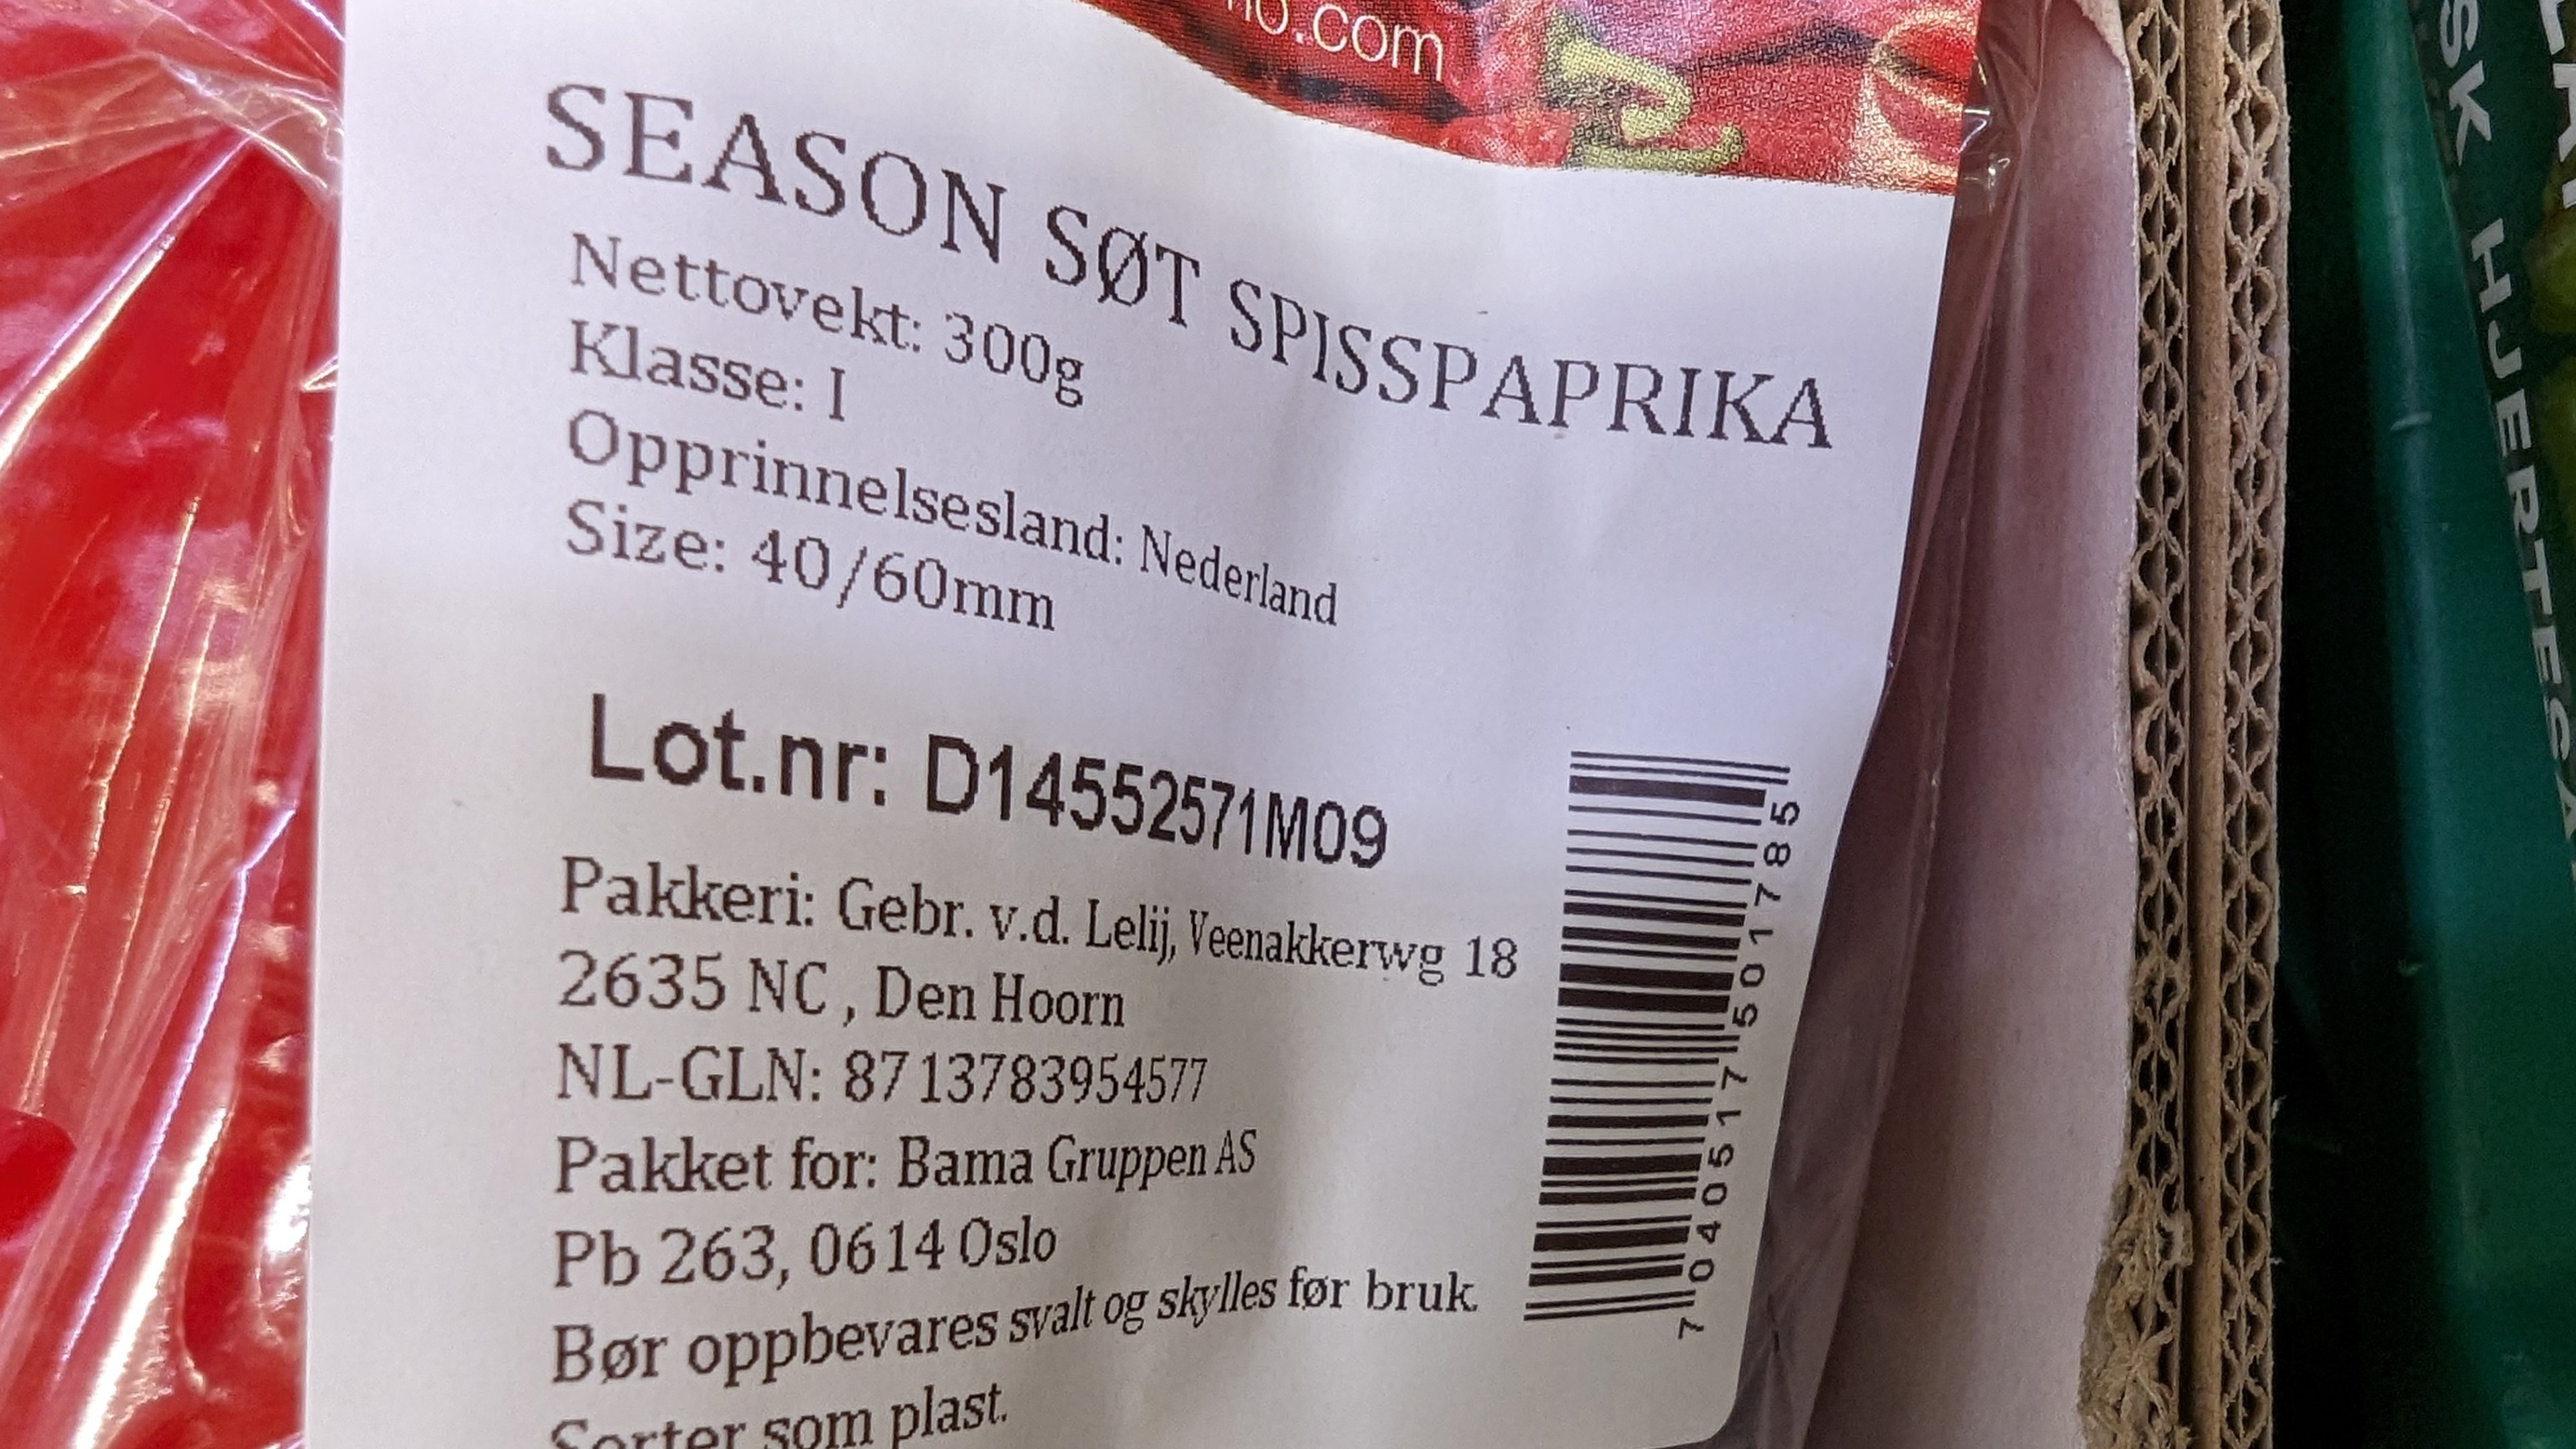 .com
SEASON SØT SPISSPAPRIKA
Nettovekt: 300g
Klasse: I
Opprinnelsesland: Nederland
Size: 40/60mm
Lot.nr: D14552571M09
Pakkeri: Gebr. v.d. Lelij, Veenakkerwg 18
2635 NC , Den Hoorn
NL-GLN: 8713783954577
Pakket for: Bama Gruppen AS
Pb 263, 0614 Oslo
Bør oppbevares svalt og skylles før bruk.
Sorter som plast.
7040517501785